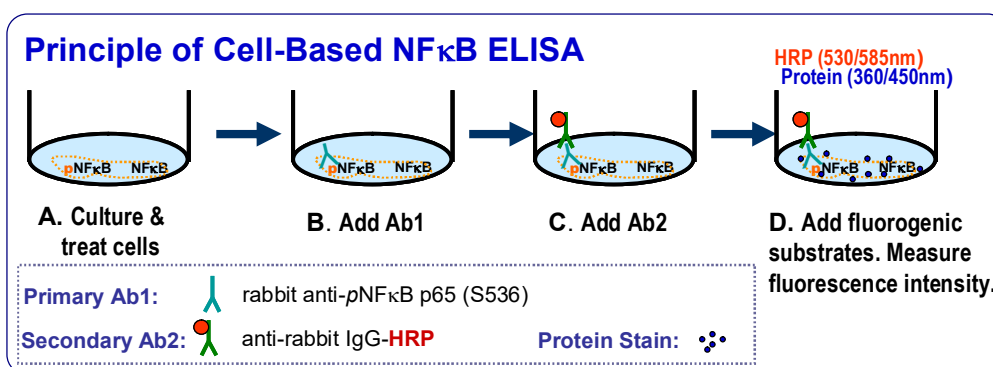 Principle of Cell-Based NFκB ELISA
HRP (530/585nm)
Protein (360/450nm)
pNFκB NFκB
pNFκB NFκB
pNFκB NFκB
pNFκB NFκB
A. Culture &
treat cells
B. Add Ab1
C. Add Ab2
D. Add fluorogenic
substrates. Measure
fluorescence intensity.
Primary Ab1: rabbit anti-pNFκB p65 (S536)
Secondary Ab2: anti-rabbit IgG-HRP Protein Stain: